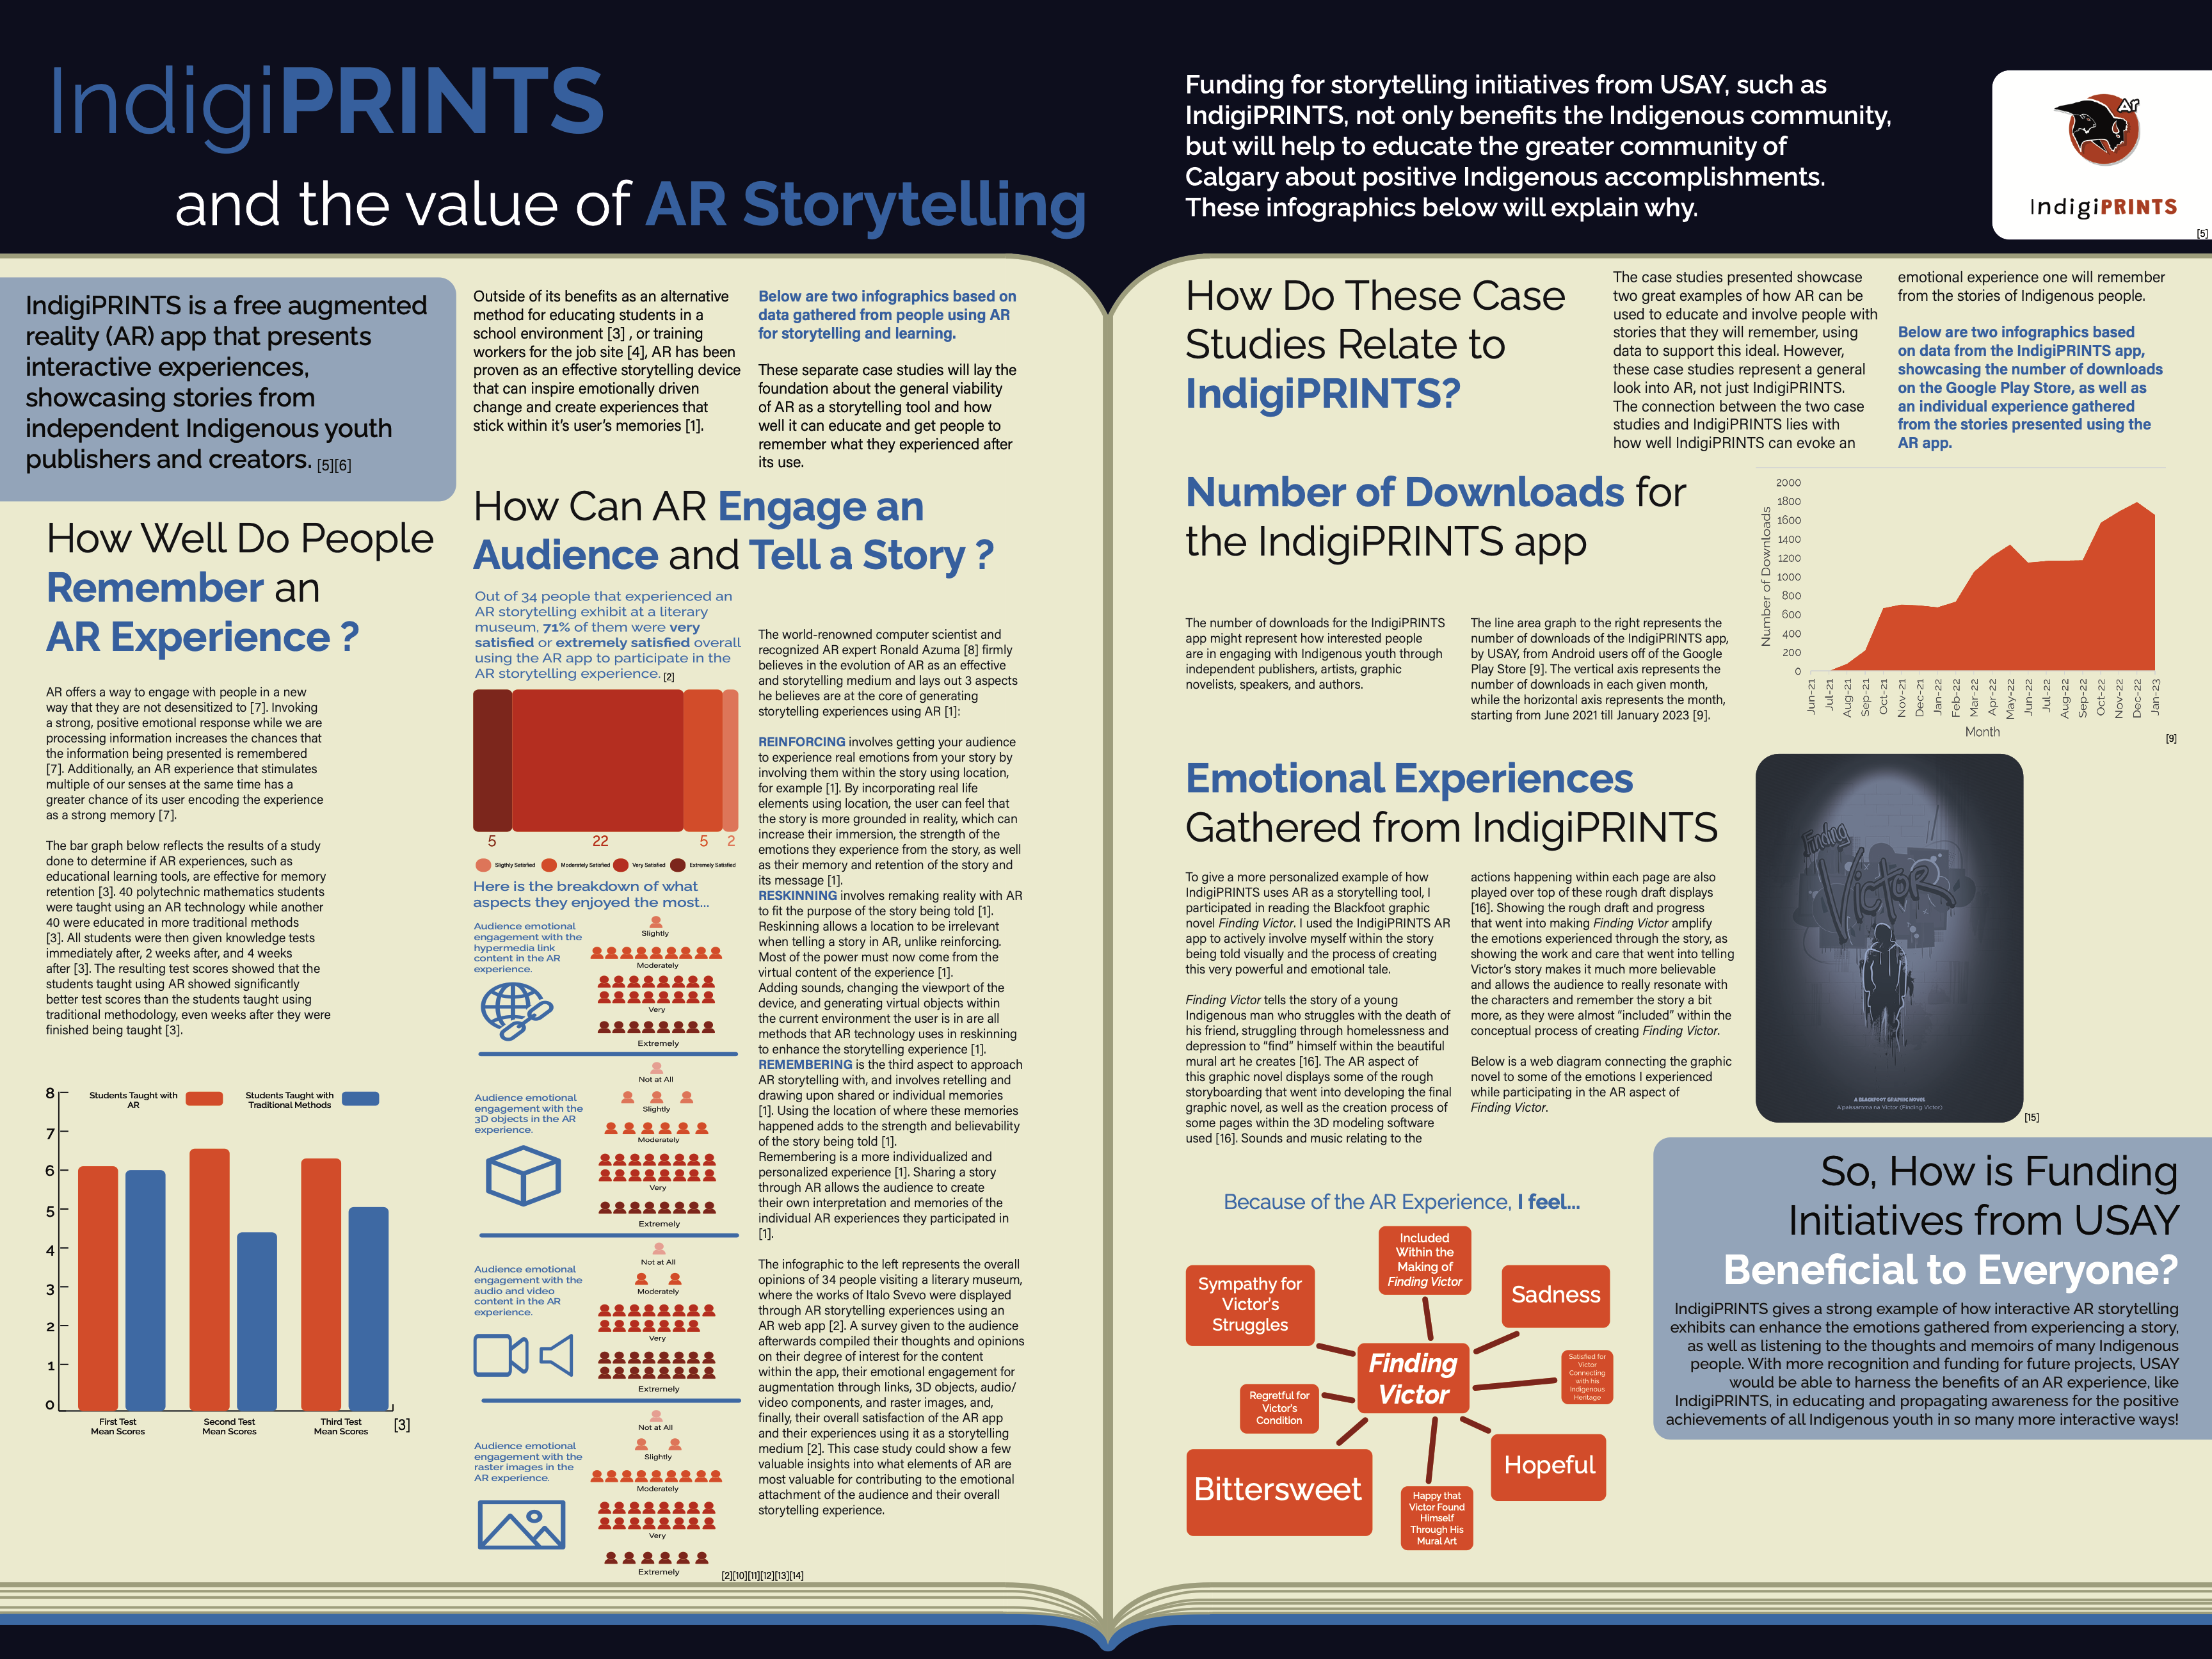 IndigiPRINTS
and the value of AR Storytelling
Funding for storytelling initiatives from USAY, such as
IndigiPRINTS, not only benefits the Indigenous community,
but will help to educate the greater community of
Calgary about positive Indigenous accomplishments.
These infographics below will explain why.
Ar
IndigiPRINTS
[5]
IndigiPRINTS is a free augmented
reality (AR) app that presents
interactive experiences,
showcasing stories from
independent Indigenous youth
publishers and creators. [5][6]
How Well Do People
Remember an
AR Experience ?
AR offers a way to engage with people in a new
way that they are not desensitized to [7]. Invoking
a strong, positive emotional response while we are
processing information increases the chances that
the information being presented is remembered
[7]. Additionally, an AR experience that stimulates
multiple of our senses at the same time has a
greater chance of its user encoding the experience
as a strong memory [7].
The bar graph below reflects the results of a study
done to determine if AR experiences, such as
educational learning tools, are effective for memory
retention [3]. 40 polytechnic mathematics students
were taught using an AR technology while another
40 were educated in more traditional methods
[3]. All students were then given knowledge tests
immediately after, 2 weeks after, and 4 weeks
after [3]. The resulting test scores showed that the
students taught using AR showed significantly
better test scores than the students taught using
traditional methodology, even weeks after they were
finished being taught [3].
Students Taught with
AR
Students Taught with
Traditional Methods
8
7
6
5
4
3
2
1
0
First Test
Mean Scores
Second Test
Mean Scores
Third Test
Mean Scores
[3]
Outside of its benefits as an alternative
method for educating students in a
school environment [3] , or training
workers for the job site [4], AR has been
proven as an effective storytelling device
that can inspire emotionally driven
change and create experiences that
stick within it's user's memories [1].
Below are two infographics based on
data gathered from people using AR
for storytelling and learning.
These separate case studies will lay the
foundation about the general viability
of AR as a storytelling tool and how
well it can educate and get people to
remember what they experienced after
its use.
How Can AR Engage an
Audience and Tell a Story ?
Out of 34 people that experienced an
AR storytelling exhibit at a literary
museum, 71% of them were very
satisfied or extremely satisfied overall
using the AR app to participate in the
AR storytelling experience. [2]
5
22
5
2
Sligthly Satisfied
Moderately Satisfied
Very Satisfied
Extremely Satisfied
Here is the breakdown of what
aspects they enjoyed the most...
Audience emotional
engagement with the
hypermedia link
content in the AR
experience.
Slightly
Moderately
Very
Extremely
Audience emotional
engagement with the
3D objects in the AR
experience.
Not at All
Slightly
Moderately
Very
Extremely
Audience emotional
engagement with the
audio and video
content in the AR
experience.
Not at All
Moderately
Very
Extremely
Audience emotional
engagement with the
raster images in the
AR experience.
Not at All
Slightly
Moderately
Very
Extremely
[2][10][11][12][13][14]
The world-renowned computer scientist and
recognized AR expert Ronald Azuma [8] firmly
believes in the evolution of AR as an effective
and storytelling medium and lays out 3 aspects
he believes are at the core of generating
storytelling experiences using AR [1]:
REINFORCING involves getting your audience
to experience real emotions from your story by
involving them within the story using location,
for example [1]. By incorporating real life
elements using location, the user can feel that
the story is more grounded in reality, which can
increase their immersion, the strength of the
emotions they experience from the story, as well
as their memory and retention of the story and
its message [1].
RESKINNING involves remaking reality with AR
to fit the purpose of the story being told [1].
Reskinning allows a location to be irrelevant
when telling a story in AR, unlike reinforcing.
Most of the power must now come from the
virtual content of the experience [1].
Adding sounds, changing the viewport of the
device, and generating virtual objects within
the current environment the user is in are all
methods that AR technology uses in reskinning
to enhance the storytelling experience [1].
REMEMBERING is the third aspect to approach
AR storytelling with, and involves retelling and
drawing upon shared or individual memories
[1]. Using the location of where these memories
happened adds to the strength and believability
of the story being told [1].
Remembering is a more individualized and
personalized experience [1]. Sharing a story
through AR allows the audience to create
their own interpretation and memories of the
individual AR experiences they participated in
[1].
The infographic to the left represents the overall
opinions of 34 people visiting a literary museum,
where the works of Italo Svevo were displayed
through AR storytelling experiences using an
AR web app [2]. A survey given to the audience
afterwards compiled their thoughts and opinions
on their degree of interest for the content
within the app, their emotional engagement for
augmentation through links, 3D objects, audio/
video components, and raster images, and,
finally, their overall satisfaction of the AR app
and their experiences using it as a storytelling
medium [2]. This case study could show a few
valuable insights into what elements of AR are
most valuable for contributing to the emotional
attachment of the audience and their overall
storytelling experience.
How Do These Case
Studies Relate to
IndigiPRINTS?
The case studies presented showcase
two great examples of how AR can be
used to educate and involve people with
stories that they will remember, using
data to support this ideal. However,
these case studies represent a general
look into AR, not just IndigiPRINTS.
The connection between the two case
studies and IndigiPRINTS lies with
how well IndigiPRINTS can evoke an
emotional experience one will remember
from the stories of Indigenous people.
Below are two infographics based
on data from the IndigiPRINTS app,
showcasing the number of downloads
on the Google Play Store, as well as
an individual experience gathered
from the stories presented using the
AR app.
Number of Downloads for
the IndigiPRINTS app
The number of downloads for the IndigiPRINTS
app might represent how interested people
are in engaging with Indigenous youth through
independent publishers, artists, graphic
novelists, speakers, and authors.
The line area graph to the right represents the
number of downloads of the IndigiPRINTS app,
by USAY, from Android users off of the Google
Play Store [9]. The vertical axis represents the
number of downloads in each given month,
while the horizontal axis represents the month,
starting from June 2021 till January 2023 [9].
Number of Downloads
2000
1800
1600
1400
1200
1000
800
600
400
200
0
Jun-21
Jul-21
Aug-21
Sep-21
Oct-21
Nov-21
Dec-21
Jan-22
Feb-22
Mar-22
Apr-22
May-22
Jun-22
Jul-22
Aug-22
Sep-22
Oct-22
Nov-22
Dec-22
Jan-23
Month
[9]
Emotional Experiences
Gathered from IndigiPRINTS
To give a more personalized example of how
IndigiPRINTS uses AR as a storytelling tool, I
participated in reading the Blackfoot graphic
novel Finding Victor. I used the IndigiPRINTS AR
app to actively involve myself within the story
being told visually and the process of creating
this very powerful and emotional tale.
Finding Victor tells the story of a young
Indigenous man who struggles with the death of
his friend, struggling through homelessness and
depression to "find" himself within the beautiful
mural art he creates [16]. The AR aspect of
this graphic novel displays some of the rough
storyboarding that went into developing the final
graphic novel, as well as the creation process of
some pages within the 3D modeling software
used [16]. Sounds and music relating to the
actions happening within each page are also
played over top of these rough draft displays
[16]. Showing the rough draft and progress
that went into making Finding Victor amplify
the emotions experienced through the story, as
showing the work and care that went into telling
Victor's story makes it much more believable
and allows the audience to really resonate with
the characters and remember the story a bit
more, as they were almost "included" within the
conceptual process of creating Finding Victor.
Below is a web diagram connecting the graphic
novel to some of the emotions I experienced
while participating in the AR aspect of
Finding Victor.
Finding
Victor
A BLACKFOOT GRAPHIC NOVEL
[15]
Because of the AR Experience, I feel...
Included
Within the
Making of
Finding Victor
Sympathy for
Victor's
Struggles
Sadness
Finding
Victor
Satisfied for
Victor
Connecting
with his
Indigenous
Heritage
Regretful for
Victor's
Condition
Bittersweet
Hopeful
Happy that
Victor Found
Himself
Through His
Mural Art
So, How is Funding
Initiatives from USAY
Beneficial to Everyone?
IndigiPRINTS gives a strong example of how interactive AR storytelling
exhibits can enhance the emotions gathered from experiencing a story,
as well as listening to the thoughts and memoirs of many Indigenous
people. With more recognition and funding for future projects, USAY
would be able to harness the benefits of an AR experience, like
IndigiPRINTS, in educating and propagating awareness for the positive
achievements of all Indigenous youth in so many more interactive ways!